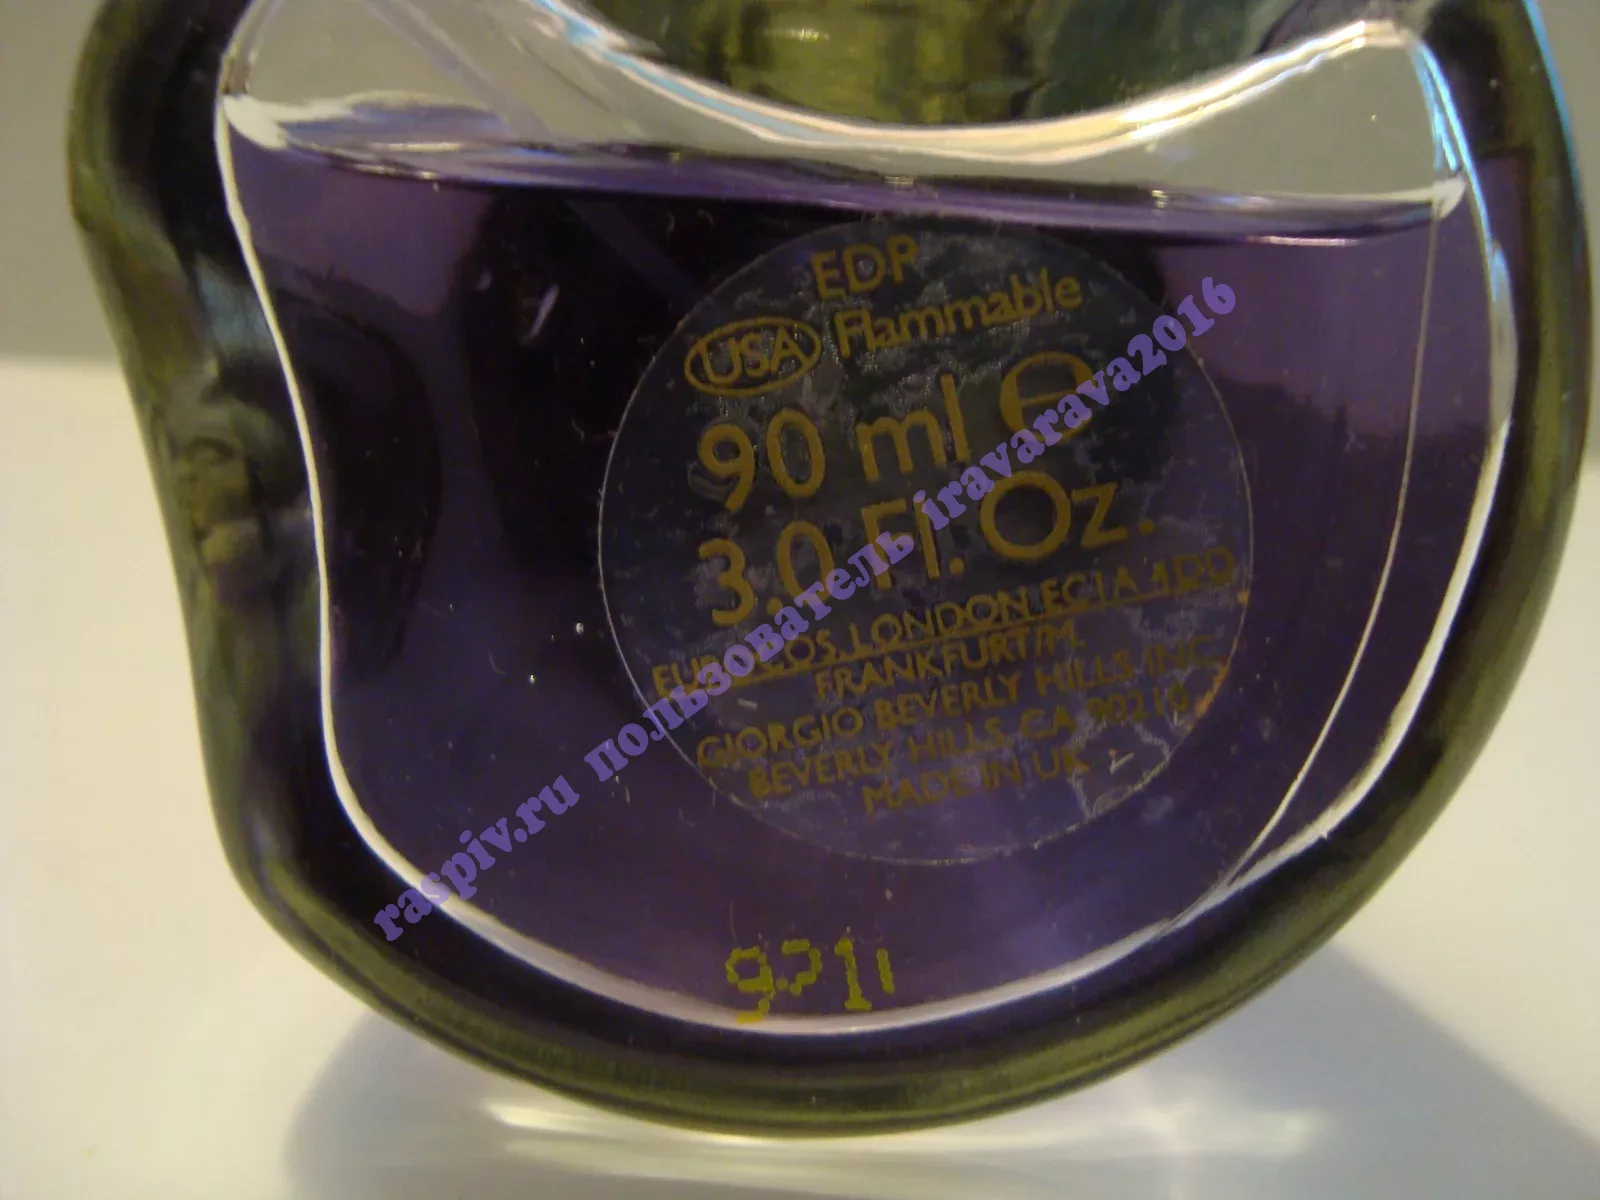 EDP
USA Flammable
90 ml e
3.0 Fl. Oz.
LONDON EC1A 1DD
FRANKFURT/M.
GIORGIO BEVERLY HILLS INC.
BEVERLY HILLS CA 90210
MADE IN UK
raspiv.ru пользователь iravarava2016